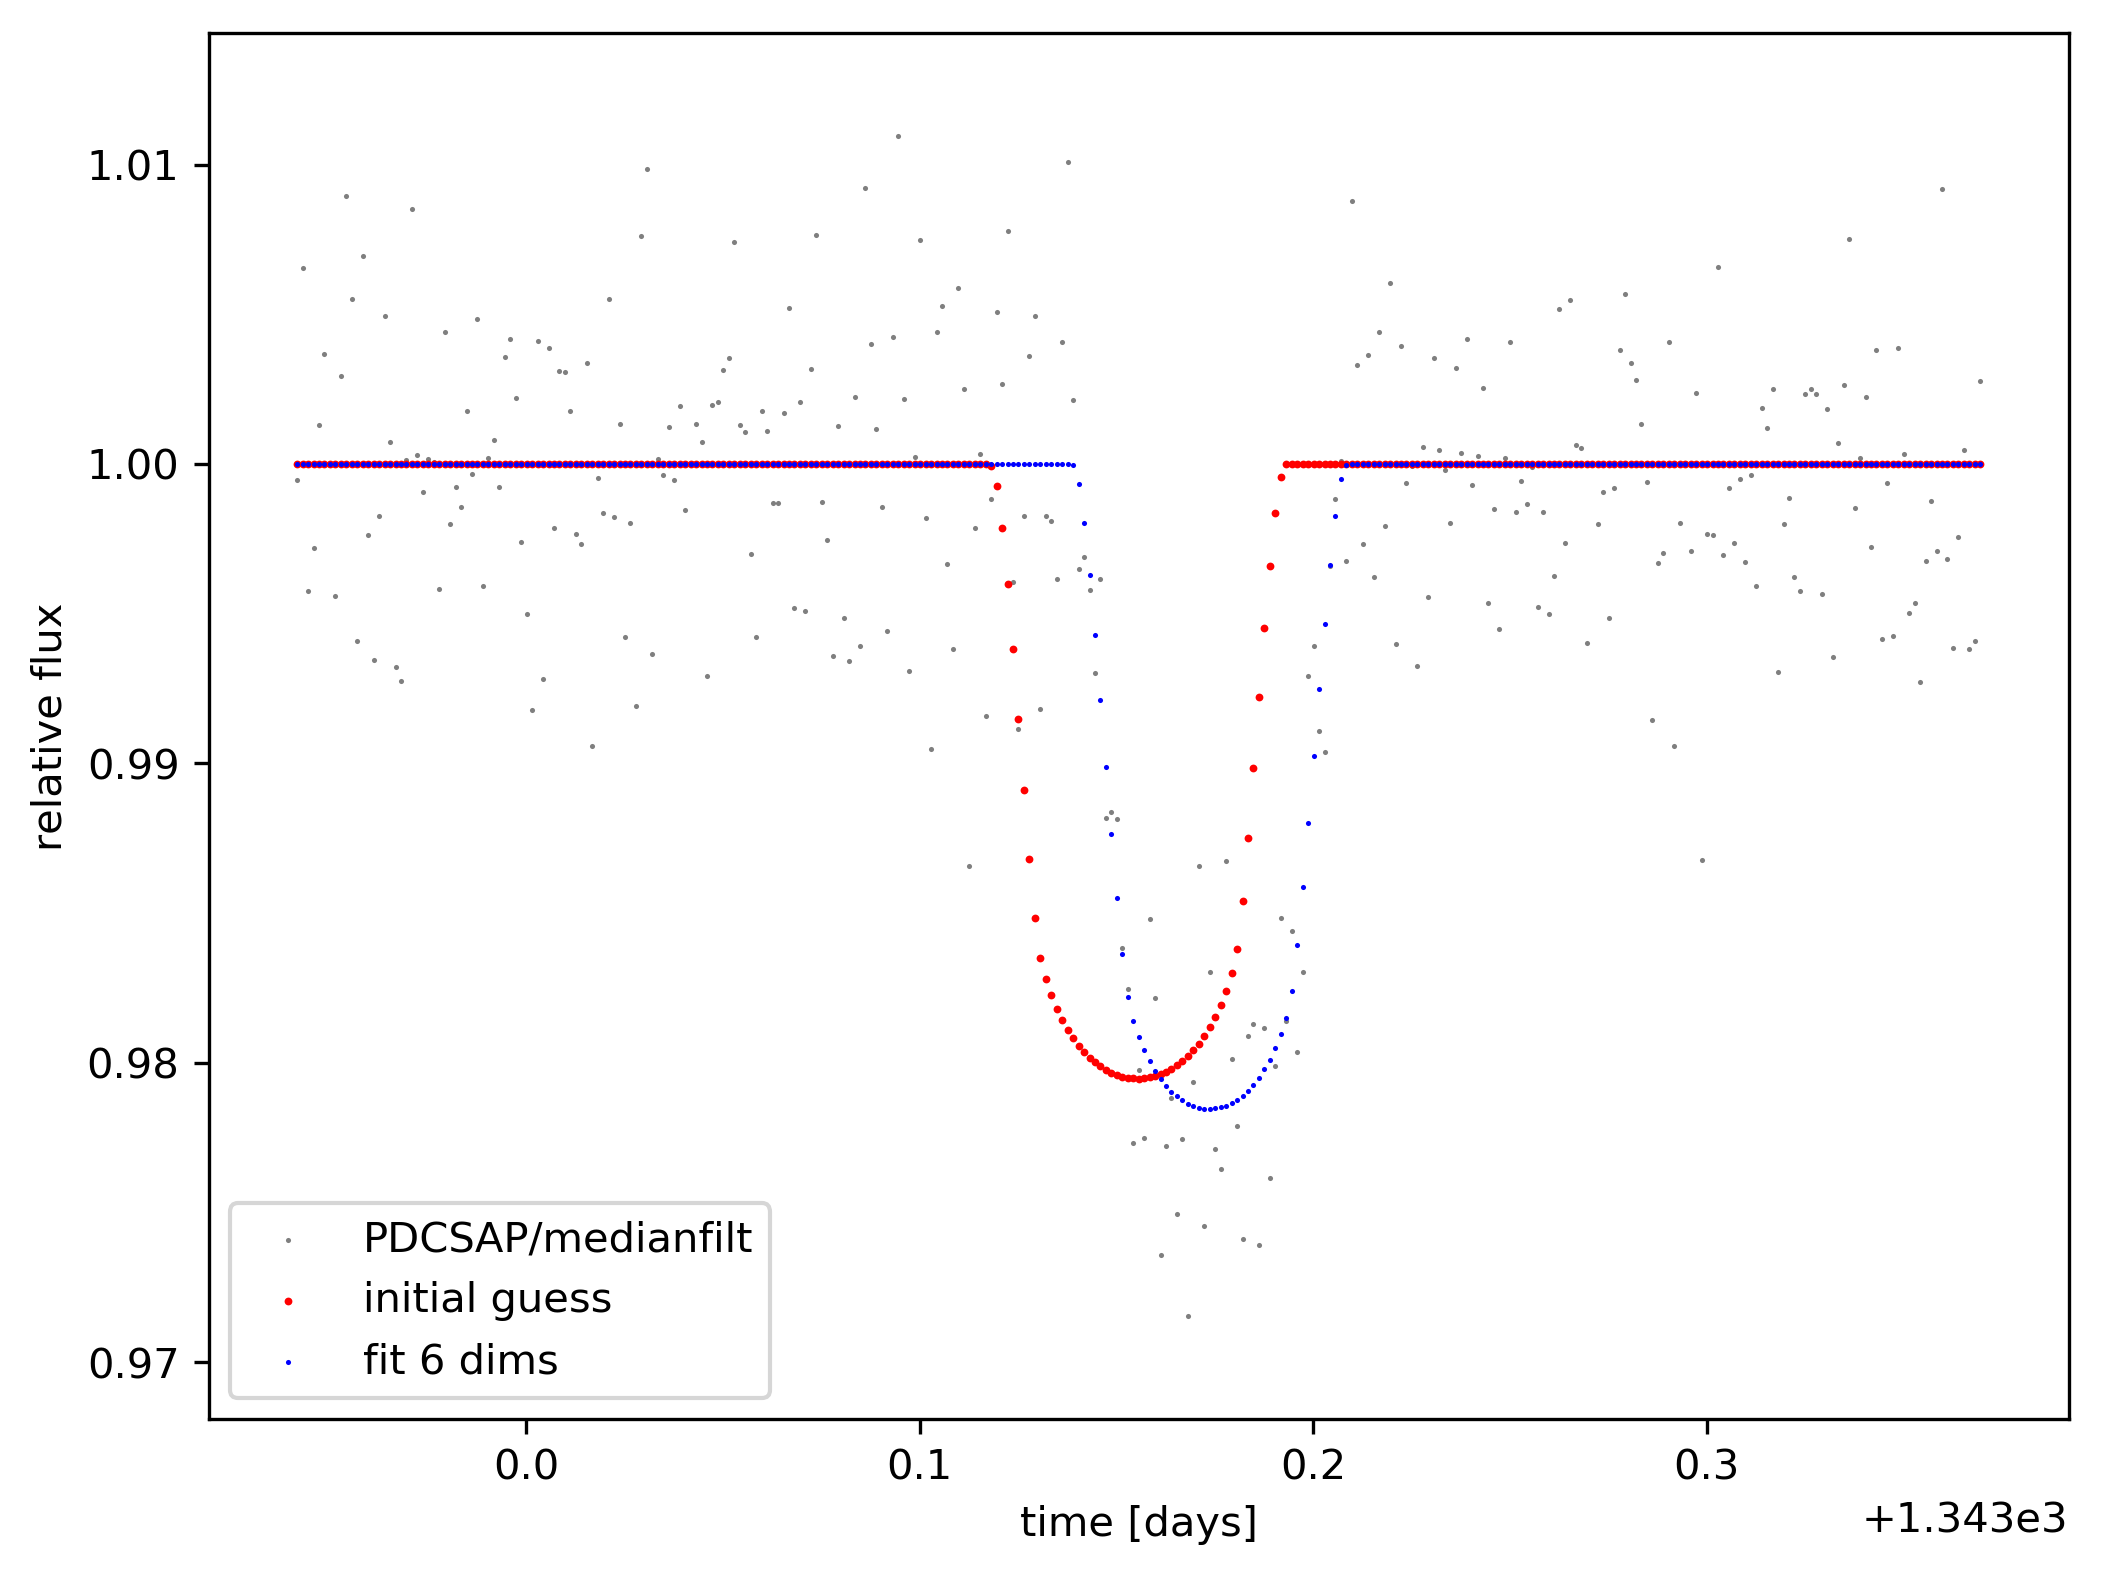 1.01
1.00
0.99
0.98
0.97
relative flux
PDCSAP/medianfilt
initial guess
fit 6 dims
0.0 0.1 0.2 0.3
time [days]
+1.343e3